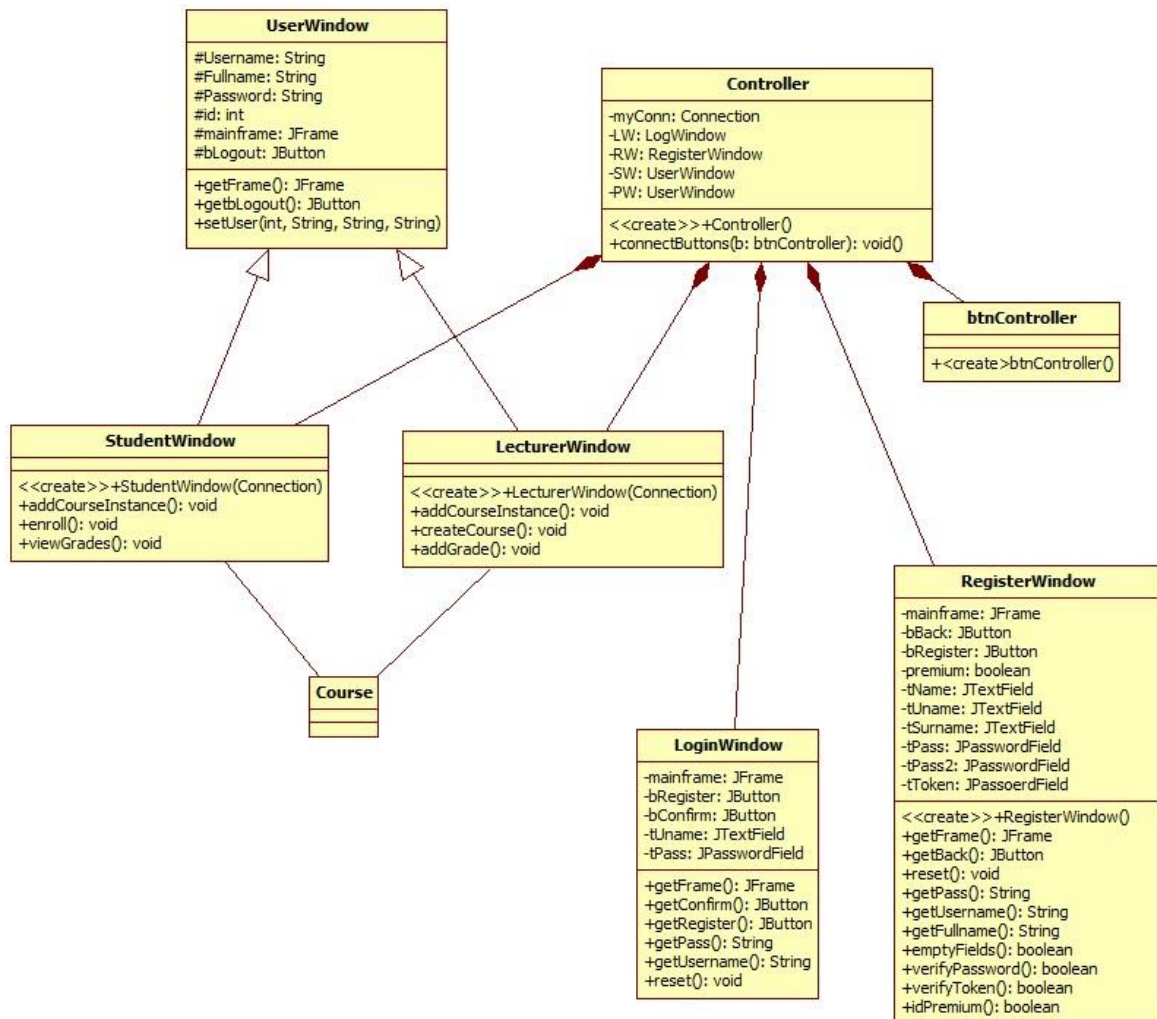 UserWindow
#Username: String
#Fullname: String
#Password: String
#id: int
#mainframe: JFrame
#bLogout: JButton
+getFrame(): JFrame
+getbLogout(): JButton
+setUser(int, String, String, String)
Controller
-myConn: Connection
-LW: LogWindow
-RW: RegisterWindow
-SW: UserWindow
-PW: UserWindow
<<create>>+Controller()
+connectButtons(b: btnController): void()
btnController
+<create>btnController()
StudentWindow
<<create>>+StudentWindow(Connection)
+addCourseInstance(): void
+enroll(): void
+viewGrades(): void
LecturerWindow
<<create>>+LecturerWindow(Connection)
+addCourseInstance(): void
+createCourse(): void
+addGrade(): void
Course
LoginWindow
-mainframe: JFrame
-bRegister: JButton
-bConfirm: JButton
-tUname: JTextField
-tPass: JPasswordField
+getFrame(): JFrame
+getConfirm(): JButton
+getRegister(): JButton
+getPass(): String
+getUsername(): String
+reset(): void
RegisterWindow
-mainframe: JFrame
-bBack: JButton
-bRegister: JButton
-premium: boolean
-tName: JTextField
-tUname: JTextField
-tSurname: JTextField
-tPass: JPasswordField
-tPass2: JPasswordField
-tToken: JPassoerdField
<<create>>+RegisterWindow()
+getFrame(): JFrame
+getBack(): JButton
+reset(): void
+getPass(): String
+getUsername(): String
+getFullname(): String
+emptyFields(): boolean
+verifyPassword(): boolean
+verifyToken(): boolean
+idPremium(): boolean